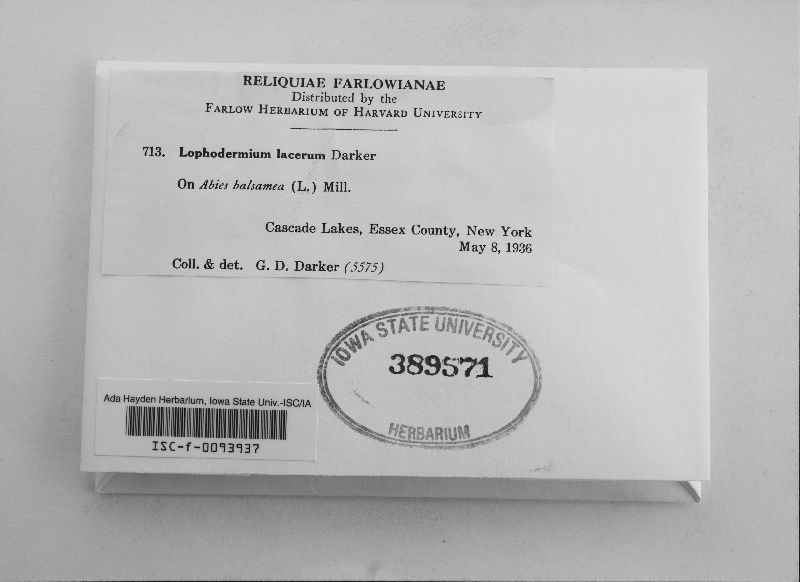 RELIQUIAE FARLOWIANAE
Distributed by the
FARLOW HERBARIUM OF HARVARD UNIVERSITY
713. Lophodermium lacerum Darker
On Abies balsamea (L.) Mill.
Cascade Lakes, Essex County, New York
May 8, 1936
Coll. & det. G. D. Darker (5575)
IOWA STATE UNIVERSITY
389571
HERBARIUM
Ada Hayden Herbarium, Iowa State Univ.-ISC/IA
ISC-f-0093937